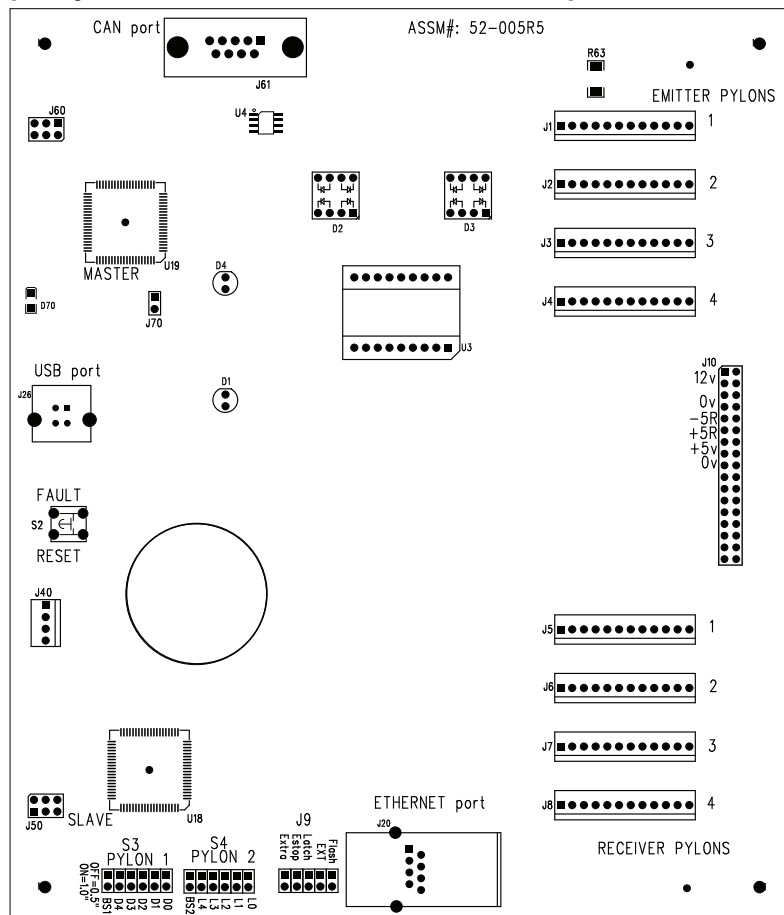 CAN port
ASSM#: 52-005R5
J61
R63
J60
U4
EMITTER PYLONS
J1
1
J2
2
D2
D3
J3
3
MASTER
U19
D4
J4
4
D70
J70
U3
USB port
J10
12v
J26
D1
0v
-5R
+5R
+5v
0v
FAULT
S2
RESET
J40
J5
1
J6
2
J7
3
J8
4
J50
SLAVE
U18
ETHERNET port
J20
RECEIVER PYLONS
S3
PYLON 1
OFF=0.5"
ON=1.0"
BS1
D4
D3
D2
D1
D0
S4
PYLON 2
BS2
L4
L3
L2
L1
L0
J9
Extra
Estop
Latch
EXT
Flash